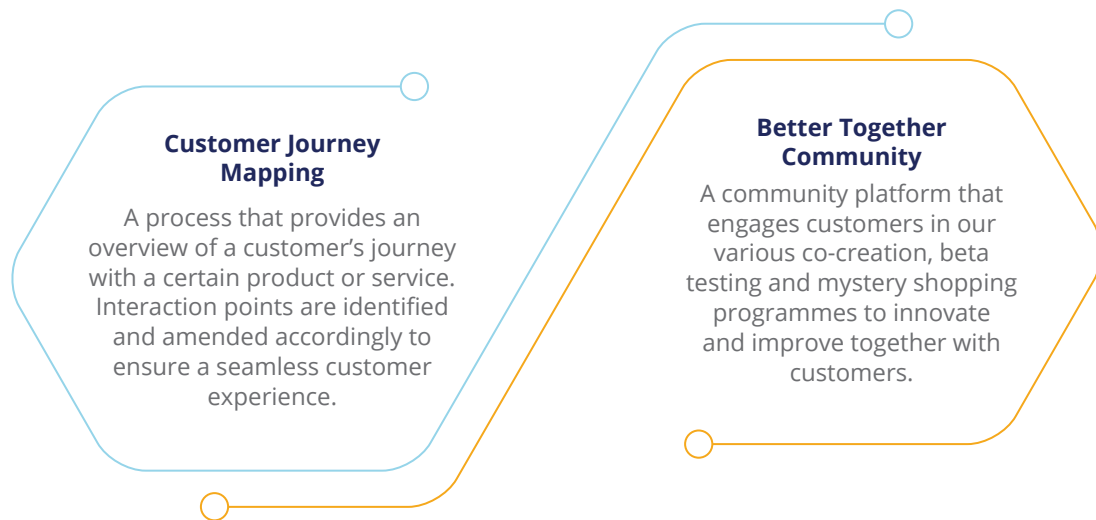 Customer Journey
Mapping
A process that provides an
overview of a customer’s journey
with a certain product or service.
Interaction points are identified
and amended accordingly to
ensure a seamless customer
experience.
Better Together
Community
A community platform that
engages customers in our
various co-creation, beta
testing and mystery shopping
programmes to innovate
and improve together with
customers.